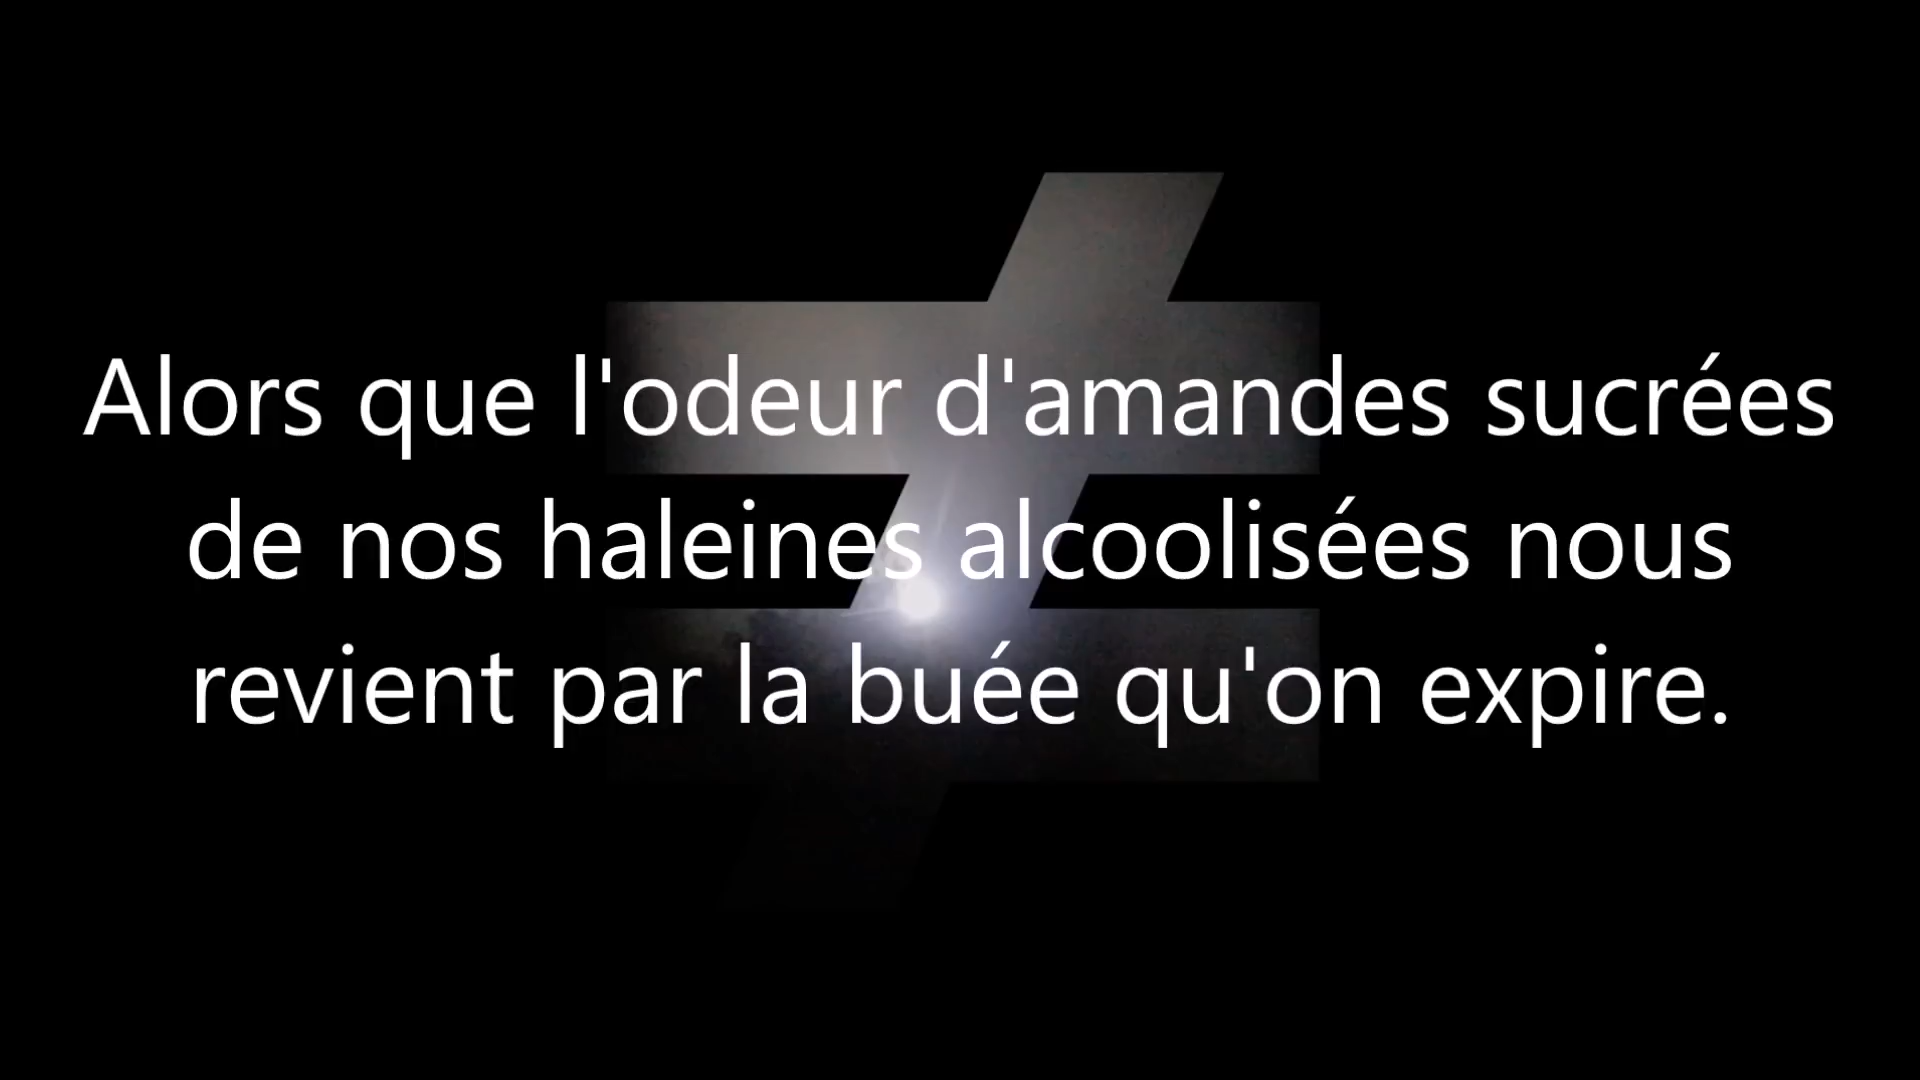 Alors que l'odeur d'amandes sucrées
de nos haleines alcoolisées nous
revient par la buée qu'on expire.